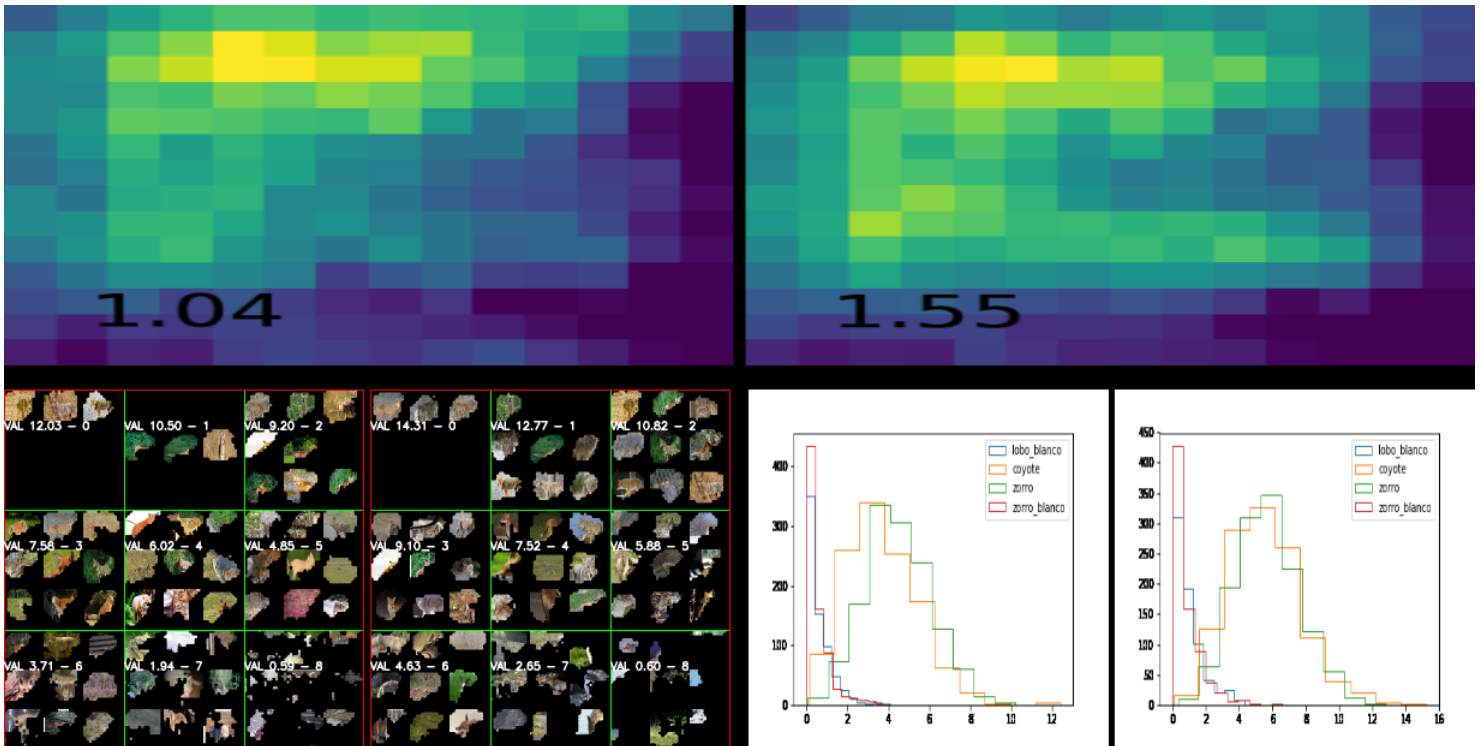 1.04
1.55
VAL 12.03 - 0
VAL 10.50 - 1
VAL 9.20 - 2
VAL 14.31 - 0
VAL 12.77 - 1
VAL 10.82 - 2
VAL 7.58 - 3
VAL 6.02 - 4
VAL 4.85 - 5
VAL 9.10 - 3
VAL 7.52 - 4
VAL 5.88 - 5
VAL 3.71 - 6
VAL 1.94 - 7
VAL 0.59 - 8
VAL 4.63 - 6
VAL 2.65 - 7
VAL 0.60 - 8
lobo_blanco
coyote
zorro
zorro_blanco
400
300
200
100
0
0 2 4 6 8 10 12
lobo_blanco
coyote
zorro
zorro_blanco
450
400
350
300
250
200
150
100
50
0
0 2 4 6 8 10 12 14 16